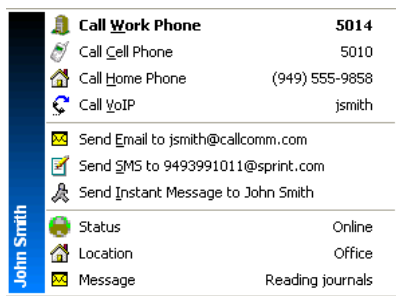 Call Work Phone 5014
Call Cell Phone 5010
Call Home Phone (949) 555-9858
Call VoIP jsmith
Send Email to jsmith@callcomm.com
Send SMS to 9493991011@sprint.com
Send Instant Message to John Smith
Status Online
Location Office
Message Reading journals
John Smith